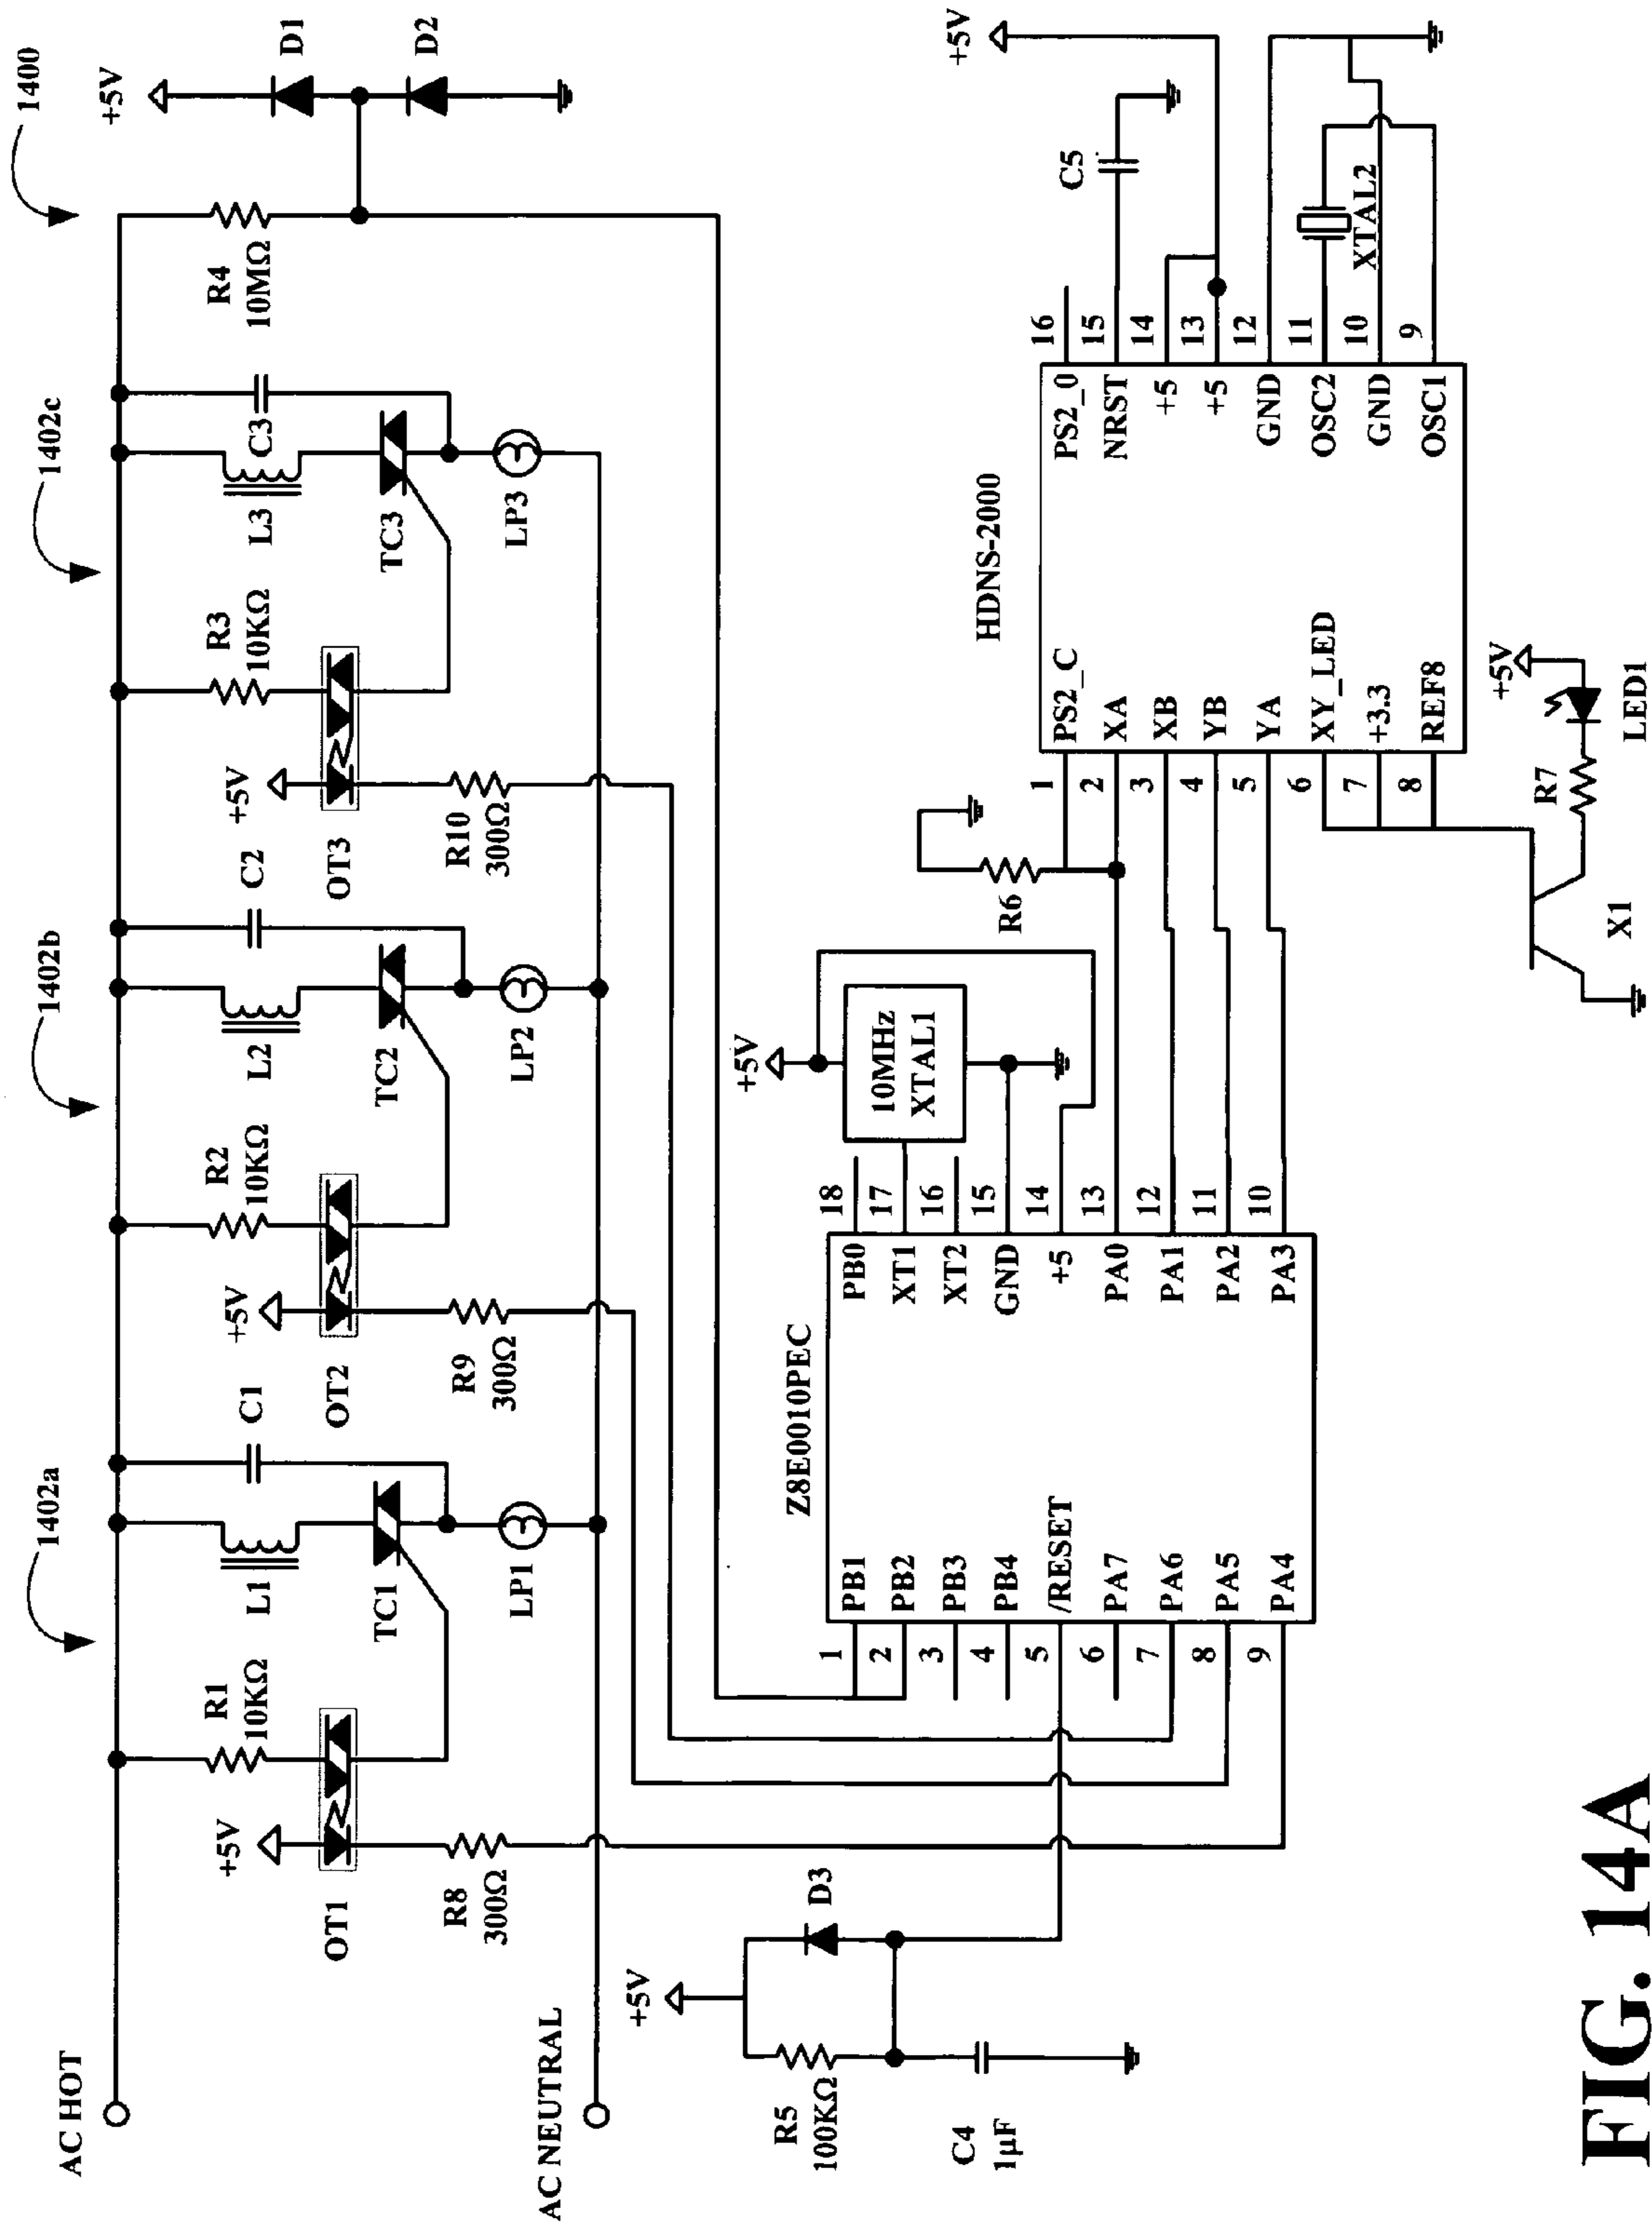 1400
1402a
1402b
1402c
AC HOT
AC NEUTRAL
+5V
OT1
R1
10KΩ
R8
300Ω
L1
TC1
C1
LP1
+5V
OT2
R2
10KΩ
R9
300Ω
L2
TC2
C2
LP2
+5V
OT3
R3
10KΩ
R10
300Ω
L3
TC3
C3
LP3
R4
10MΩ
+5V
D1
D2
+5V
R5
100KΩ
D3
C4
1µF
Z8E0010PEC
1
PB1
2
PB2
3
PB3
4
PB4
5
/RESET
6
PA7
7
PA6
8
PA5
9
PA4
PB0
18
XT1
17
XT2
16
GND
15
+5
14
PA0
13
PA1
12
PA2
11
PA3
10
+5V
10MHz
XTAL1
R6
HDNS-2000
1
PS2_C
2
XA
3
XB
4
YB
5
YA
6
XY_LED
7
+3.3
8
REF8
PS2_0
16
NRST
15
+5
14
+5
13
GND
12
OSC2
11
GND
10
OSC1
9
C5
+5V
XTAL2
X1
R7
+5V
LED1
FIG. 14A